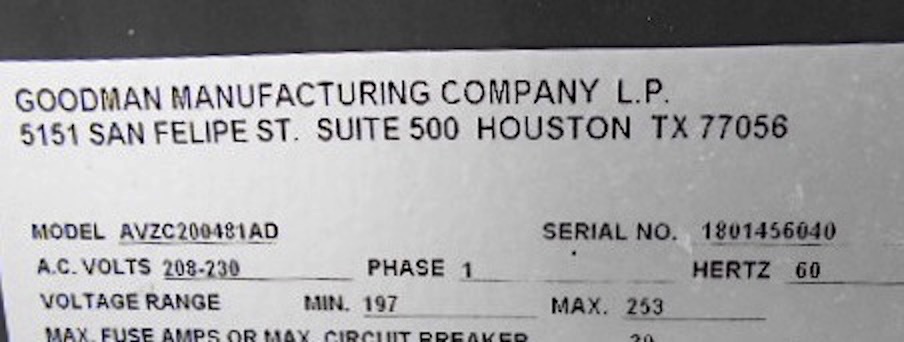 GOODMAN MANUFACTURING COMPANY L.P.
5151 SAN FELIPE ST. SUITE 500 HOUSTON TX 77056
MODEL AVZC200481AD SERIAL NO. 1801456040
A.C. VOLTS 208-230 PHASE 1 HERTZ 60
VOLTAGE RANGE MIN. 197 MAX. 253
MAX. FUSE AMPS OR MAX. CIRCUIT BREAKER